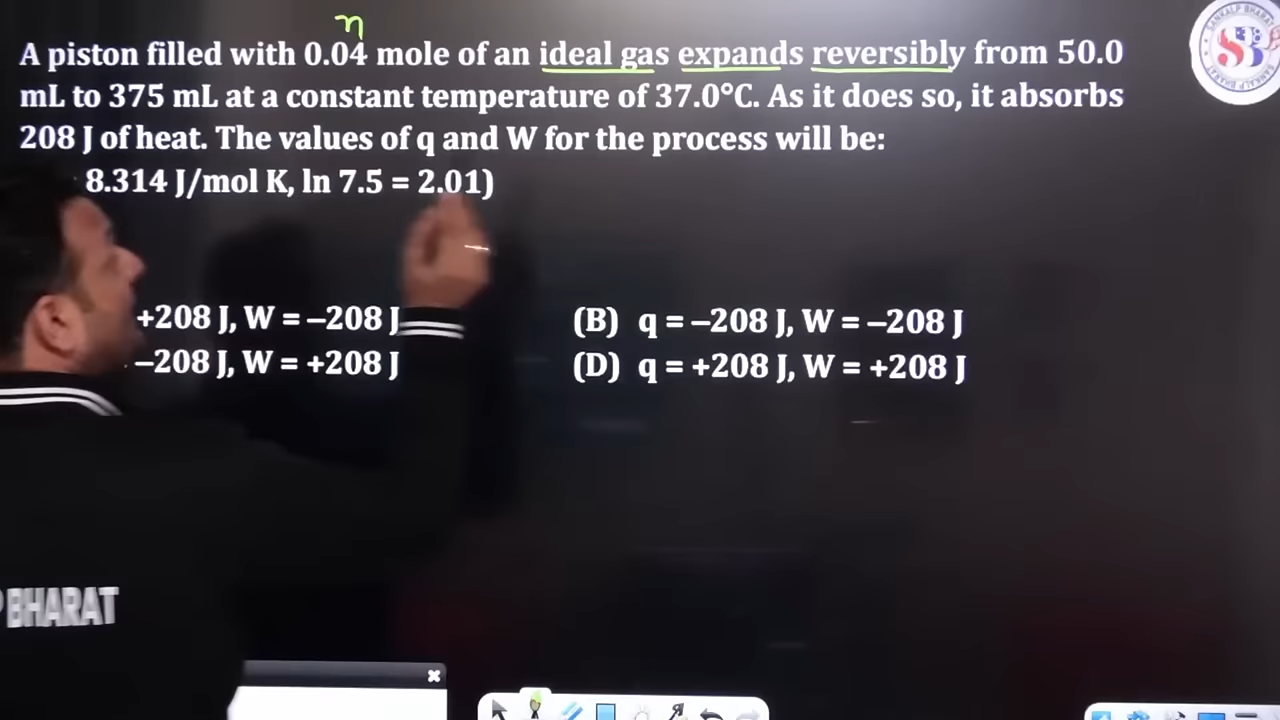 n
A piston filled with 0.04 mole of an ideal gas expands reversibly from 50.0
mL to 375 mL at a constant temperature of 37.0°C. As it does so, it absorbs
208 J of heat. The values of q and W for the process will be:
8.314 J/mol K, ln 7.5 = 2.01)
+208 J, W = –208 J
(B) q = –208 J, W = –208 J
–208 J, W = +208 J
(D) q = +208 J, W = +208 J
BHARAT
SANKALP BHARAT
SB